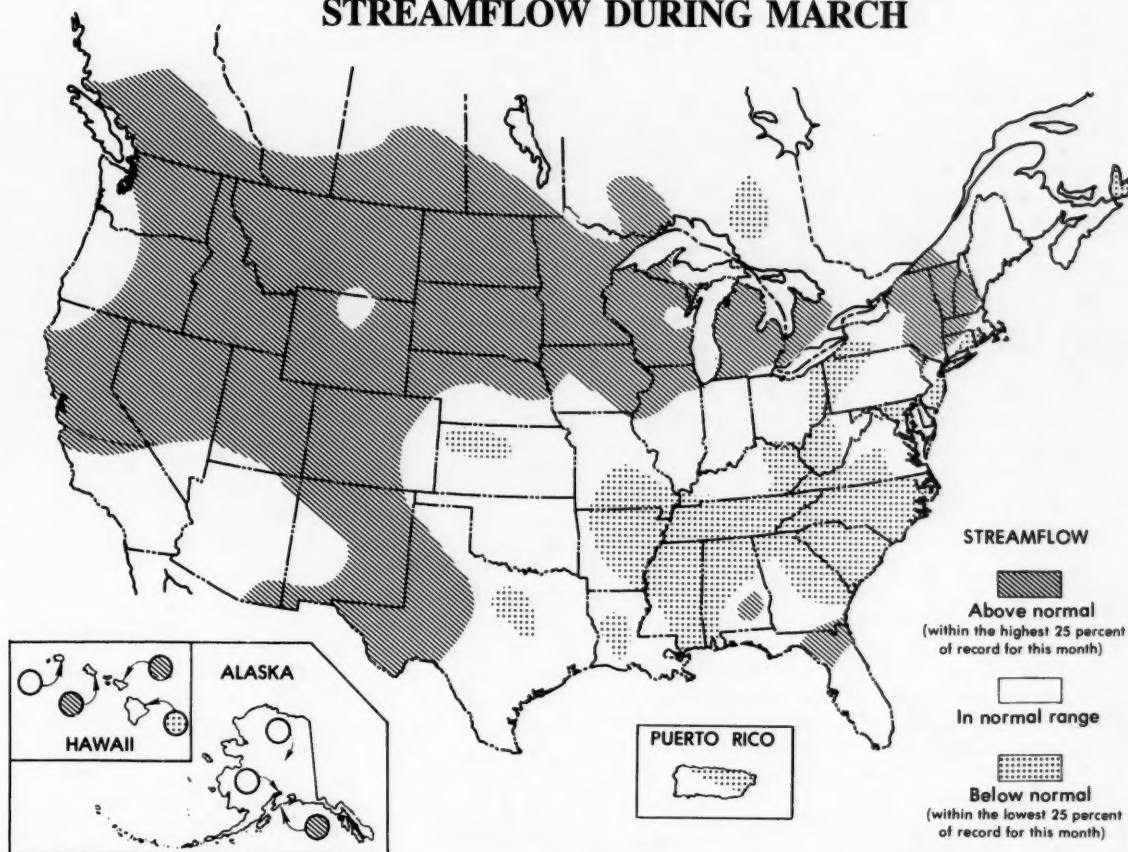 STREAMFLOW DURING MARCH
STREAMFLOW
Above normal
(within the highest 25 percent
of record for this month)
In normal range
Below normal
(within the lowest 25 percent
of record for this month)
HAWAII
ALASKA
PUERTO RICO